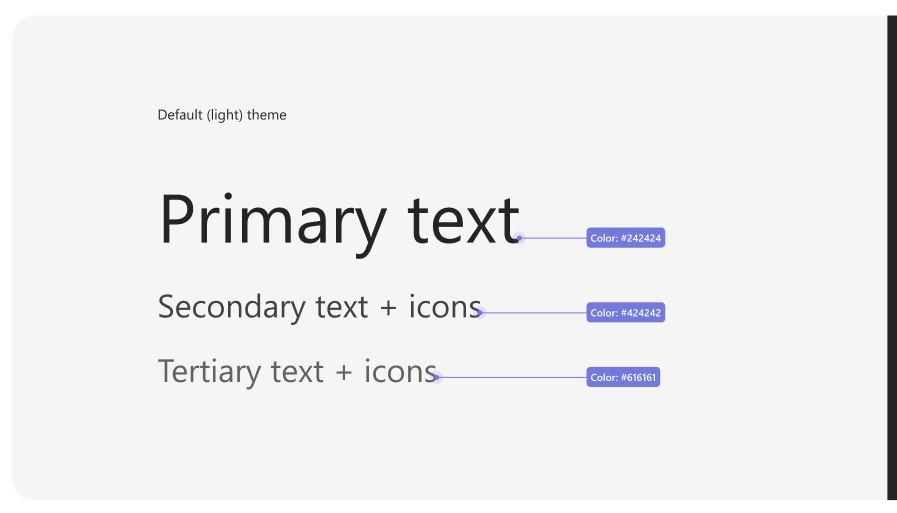 Default (light) theme
Primary text
Color: #242424
Secondary text + icons
Color: #424242
Tertiary text + icons
Color: #616161